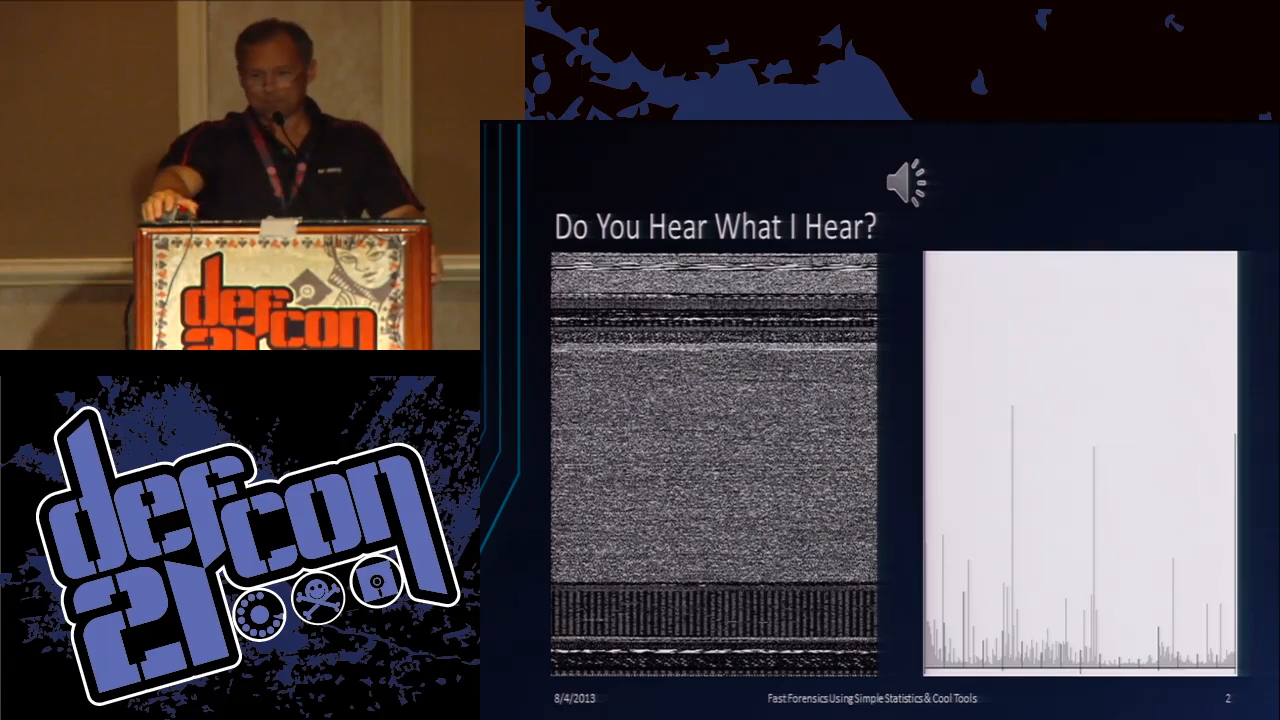 defcon
21
Do You Hear What I Hear?
defcon
21
8/4/2013
Fast Forensics Using Simple Statistics & Cool Tools
2